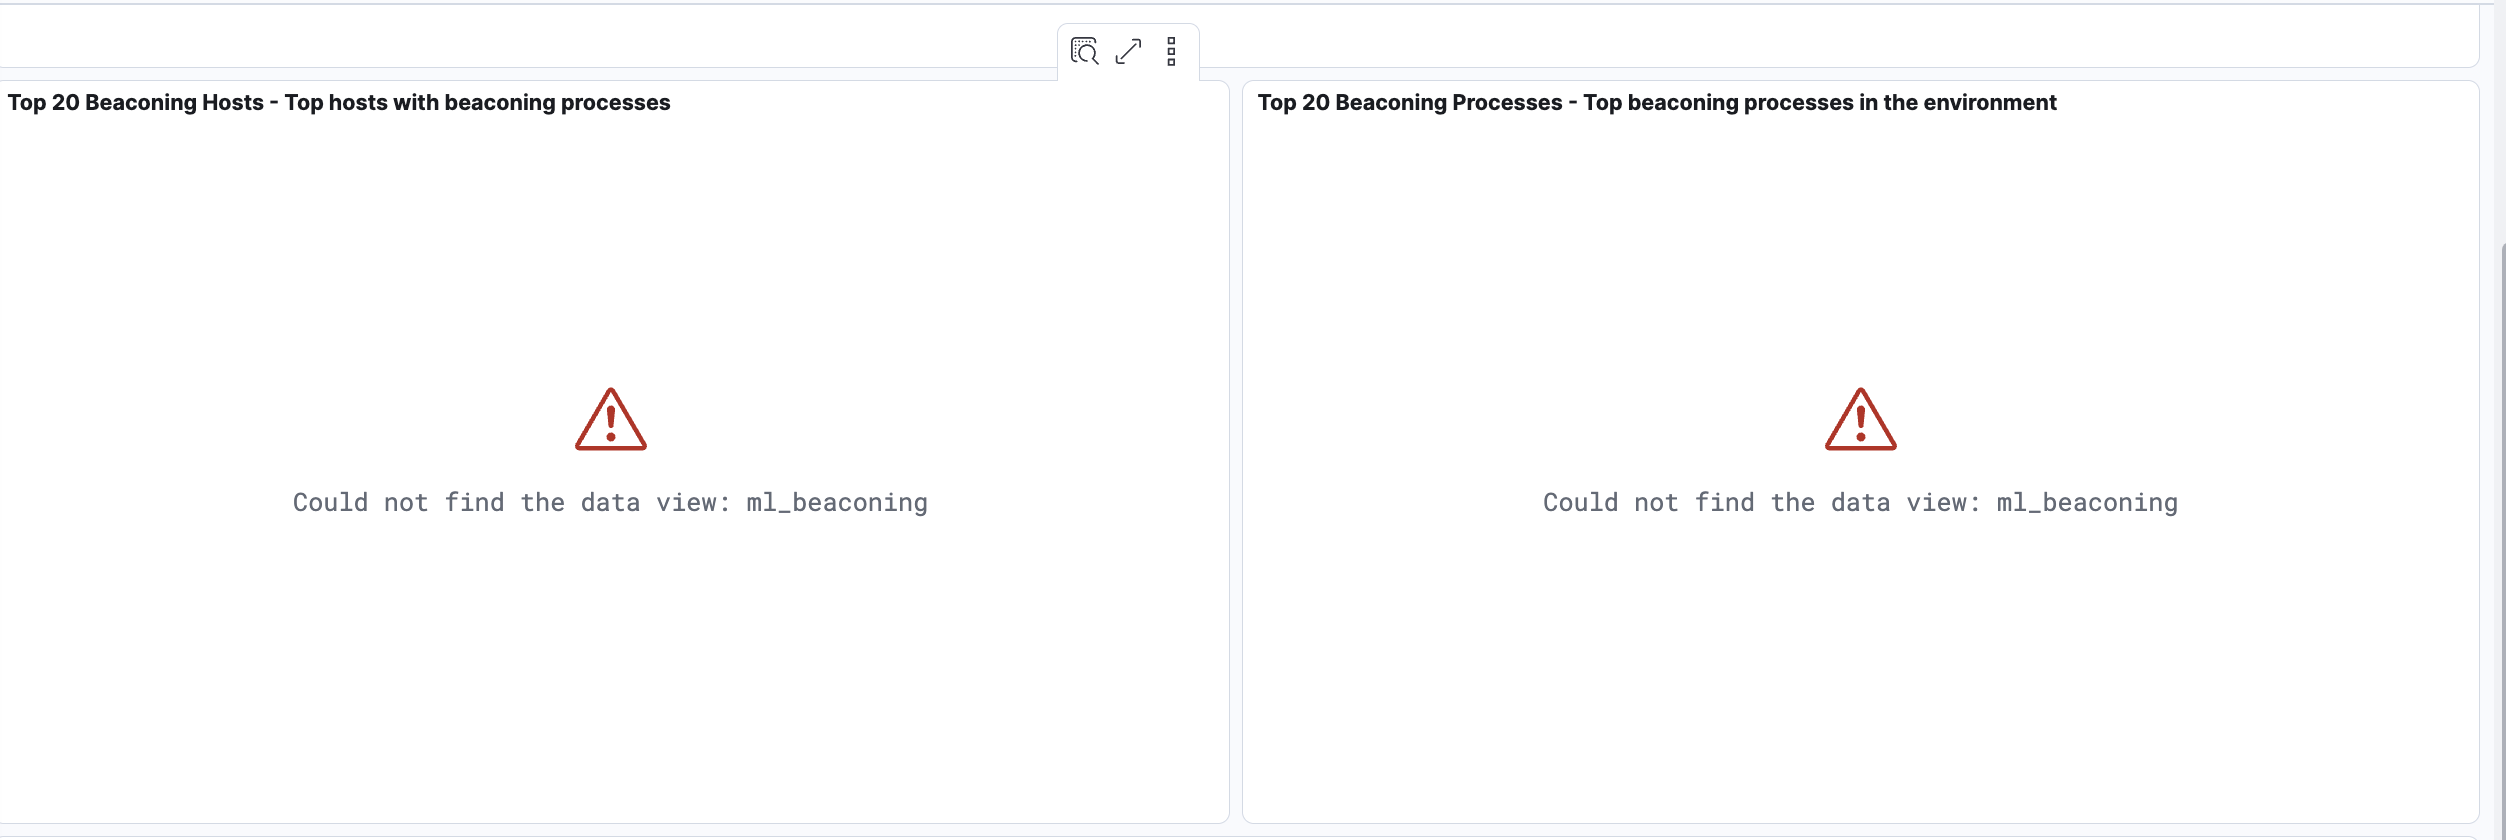 Top 20 Beaconing Hosts - Top hosts with beaconing processes
Could not find the data view: ml_beaconing
Top 20 Beaconing Processes - Top beaconing processes in the environment
Could not find the data view: ml_beaconing